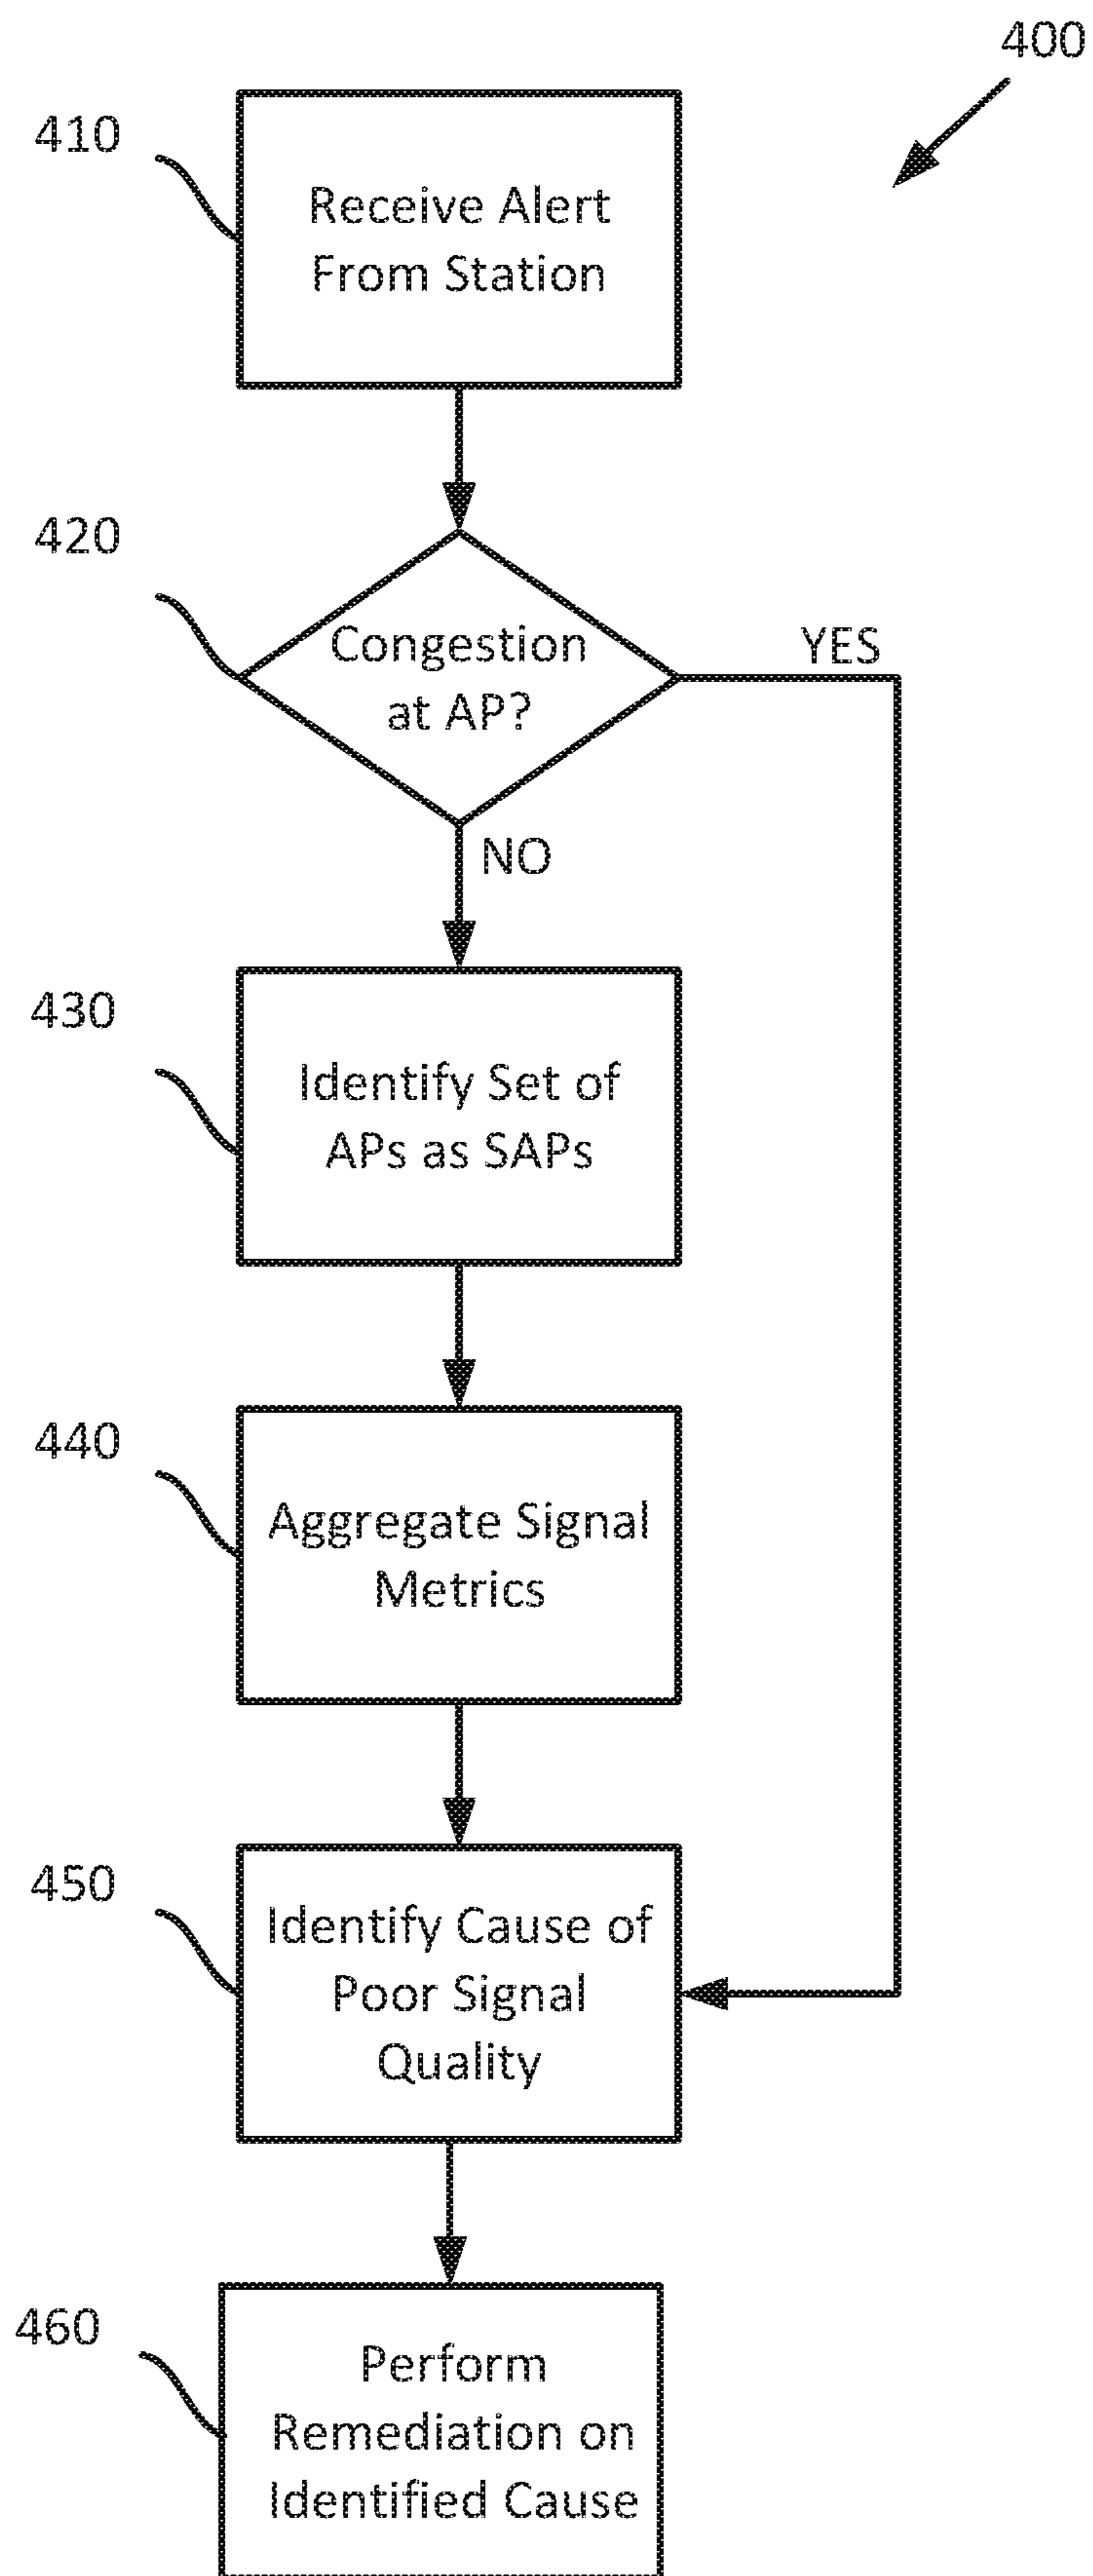 400
410
Receive Alert
From Station
420
Congestion
at AP?
YES
NO
430
Identify Set of
APs as SAPs
440
Aggregate Signal
Metrics
450
Identify Cause of
Poor Signal
Quality
460
Perform
Remediation on
Identified Cause